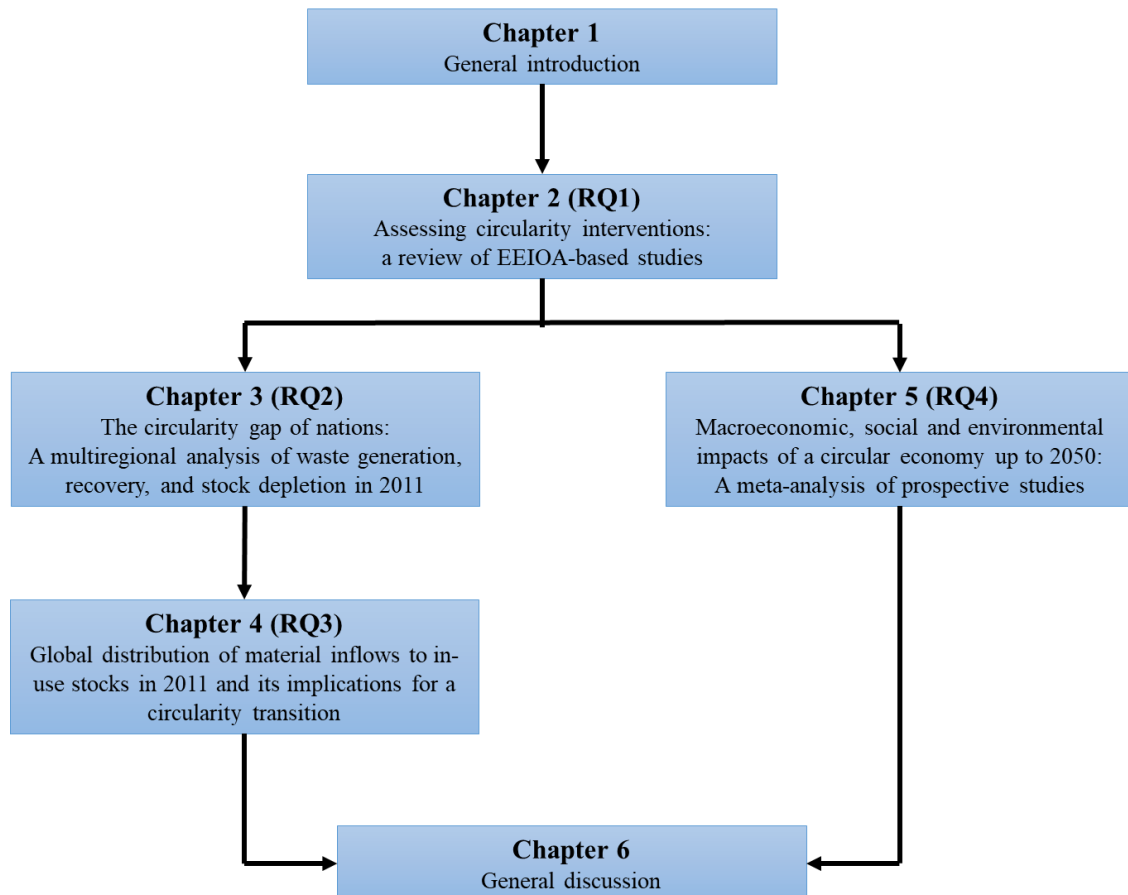 Chapter 1
General introduction
Chapter 2 (RQ1)
Assessing circularity interventions:
a review of EEIOA-based studies
Chapter 3 (RQ2)
The circularity gap of nations:
A multiregional analysis of waste generation,
recovery, and stock depletion in 2011
Chapter 5 (RQ4)
Macroeconomic, social and environmental
impacts of a circular economy up to 2050:
A meta-analysis of prospective studies
Chapter 4 (RQ3)
Global distribution of material inflows to in-
use stocks in 2011 and its implications for a
circularity transition
Chapter 6
General discussion